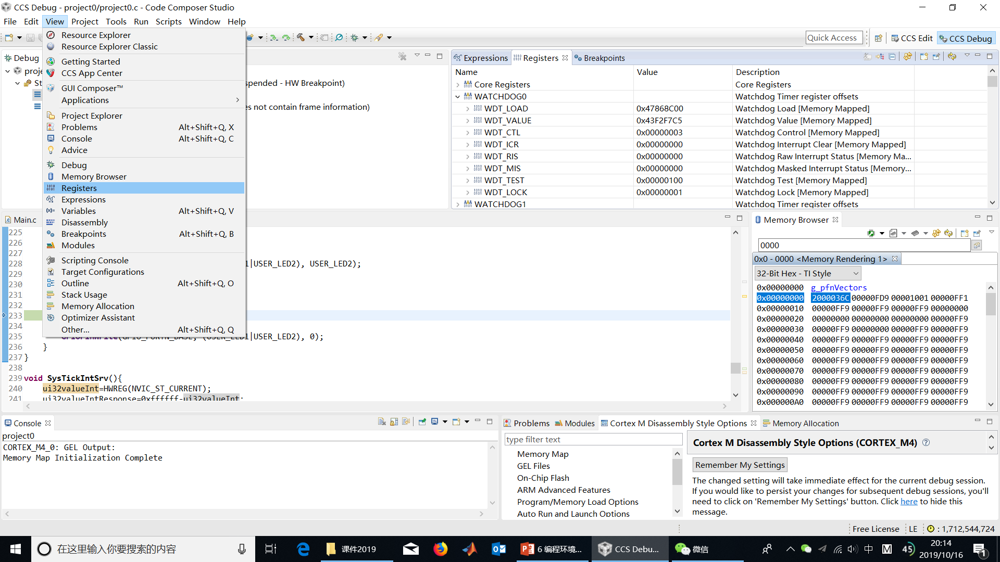 CCS Debug - project0/project0.c - Code Composer Studio
File Edit View Project Tools Run Scripts Window Help
Quick Access CCS Edit CCS Debug
Resource Explorer
Resource Explorer Classic
Getting Started
CCS App Center
GUI Composer™
Applications
Project Explorer
Problems Alt+Shift+Q, X
Console Alt+Shift+Q, C
Advice
Debug
Memory Browser
Registers
Expressions
Variables Alt+Shift+Q, V
Disassembly
Breakpoints Alt+Shift+Q, B
Modules
Scripting Console
Target Configurations
Outline Alt+Shift+Q, O
Stack Usage
Memory Allocation
Optimizer Assistant
Other... Alt+Shift+Q, Q
Debug
proje
St
spended - HW Breakpoint)
es not contain frame information)
Expressions Registers Breakpoints
Name Value Description
Core Registers Core Registers
WATCHDOG0 Watchdog Timer register offsets
WDT_LOAD 0x47868C00 Watchdog Load [Memory Mapped]
WDT_VALUE 0x43F2F7C5 Watchdog Value [Memory Mapped]
WDT_CTL 0x00000003 Watchdog Control [Memory Mapped]
WDT_ICR 0x00000000 Watchdog Interrupt Clear [Memory Mapped]
WDT_RIS 0x00000000 Watchdog Raw Interrupt Status [Memory Ma...
WDT_MIS 0x00000000 Watchdog Masked Interrupt Status [Memory...
WDT_TEST 0x00000100 Watchdog Test [Memory Mapped]
WDT_LOCK 0x00000001 Watchdog Lock [Memory Mapped]
WATCHDOG1 Watchdog Timer register offsets
Main.c
225
226
227
228 1|USER_LED2), USER_LED2);
229
230
231
232
233
234
235 GPIOPinWrite(GPIO_PORTN_BASE, (USER_LED1|USER_LED2), 0);
236 }
237 }
238
239 void SysTickIntSrv(){
240 ui32valueInt=HWREG(NVIC_ST_CURRENT);
241 ui32valueIntResponse=0xffffff-ui32valueInt;
Memory Browser
0000
0x0 - 0000 <Memory Rendering 1>
32-Bit Hex - TI Style
0x00000000 g_pfnVectors
0x00000000 2000036C 00000FD9 00001001 00000FF1
0x00000010 00000FF9 00000FF9 00000FF9 00000000
0x00000020 00000000 00000000 00000000 00000FF9
0x00000030 00000FF9 00000000 00000FF9 00000FF9
0x00000040 00000FF9 00000FF9 00000FF9 00000FF9
0x00000050 00000FF9 00000FF9 00000FF9 00000FF9
0x00000060 00000FF9 00000FF9 00000FF9 00000FF9
0x00000070 00000FF9 00000FF9 00000FF9 00000FF9
0x00000080 00000FF9 00000FF9 00000FF9 00000FF9
0x00000090 00000FF9 00000FF9 00000FF9 00000FF9
0x000000A0 00000FF9 00000FF9 00000FF9 00000FF9
Console
project0
CORTEX_M4_0: GEL Output:
Memory Map Initialization Complete
Problems Modules Cortex M Disassembly Style Options Memory Allocation
type filter text
Memory Map
GEL Files
On-Chip Flash
ARM Advanced Features
Program/Memory Load Options
Auto Run and Launch Options
Cortex M Disassembly Style Options (CORTEX_M4)
Remember My Settings
The changed setting will take immediate effect for the current debug session.
If you would like to persist your changes for subsequent debug sessions, you'll
need to click on 'Remember My Settings' button. Click here to hide this
message.
Free License LE : 1,712,544,724
在这里输入你要搜索的内容 课件2019 6 编程环境... CCS Debu... 微信 中 M 45 20:14
2019/10/16 1